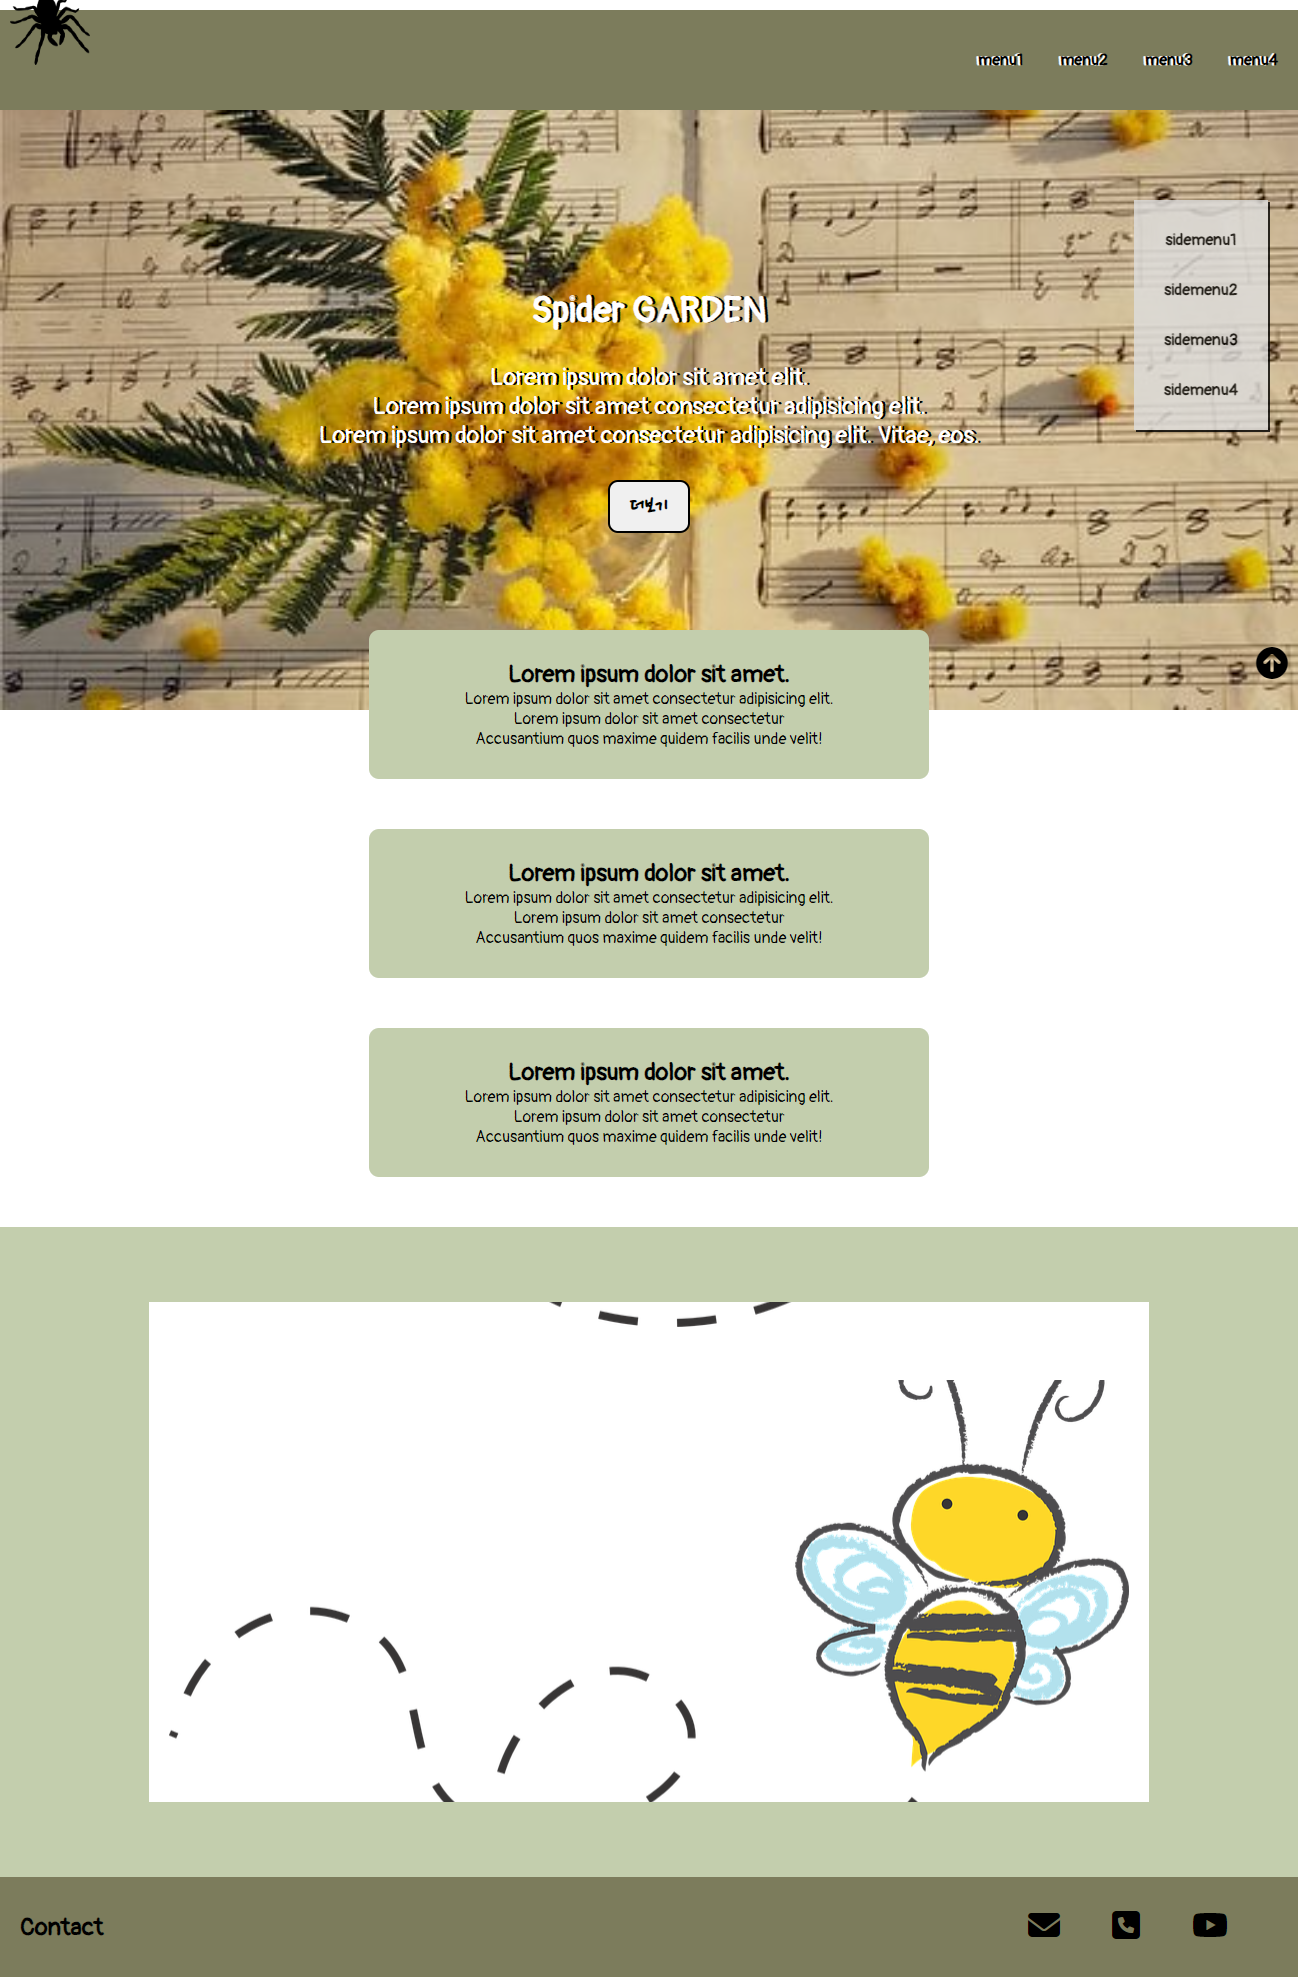 menu1 menu2 menu3 menu4
sidemenu1
sidemenu2
sidemenu3
sidemenu4
Spider GARDEN
Lorem ipsum dolor sit amet elit.
Lorem ipsum dolor sit amet consectetur adipisicing elit.
Lorem ipsum dolor sit amet consectetur adipisicing elit. Vitae, eos.
더보기
Lorem ipsum dolor sit amet.
Lorem ipsum dolor sit amet consectetur adipisicing elit.
Lorem ipsum dolor sit amet consectetur
Accusantium quos maxime quidem facilis unde velit!
Lorem ipsum dolor sit amet.
Lorem ipsum dolor sit amet consectetur adipisicing elit.
Lorem ipsum dolor sit amet consectetur
Accusantium quos maxime quidem facilis unde velit!
Lorem ipsum dolor sit amet.
Lorem ipsum dolor sit amet consectetur adipisicing elit.
Lorem ipsum dolor sit amet consectetur
Accusantium quos maxime quidem facilis unde velit!
Contact